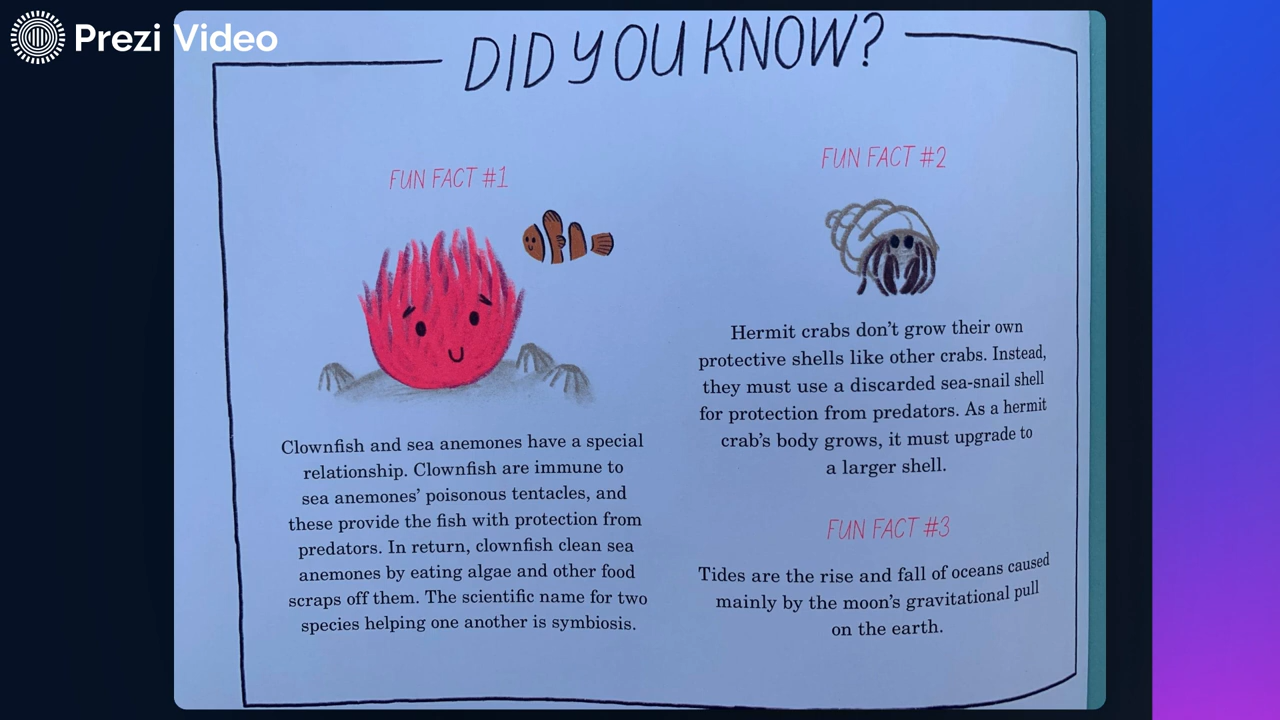 Prezi Video
DID YOU KNOW?
FUN FACT #1
Clownfish and sea anemones have a special
relationship. Clownfish are immune to
sea anemones’ poisonous tentacles, and
these provide the fish with protection from
predators. In return, clownfish clean sea
anemones by eating algae and other food
scraps off them. The scientific name for two
species helping one another is symbiosis.
FUN FACT #2
Hermit crabs don’t grow their own
protective shells like other crabs. Instead,
they must use a discarded sea-snail shell
for protection from predators. As a hermit
crab’s body grows, it must upgrade to
a larger shell.
FUN FACT #3
Tides are the rise and fall of oceans caused
mainly by the moon’s gravitational pull
on the earth.